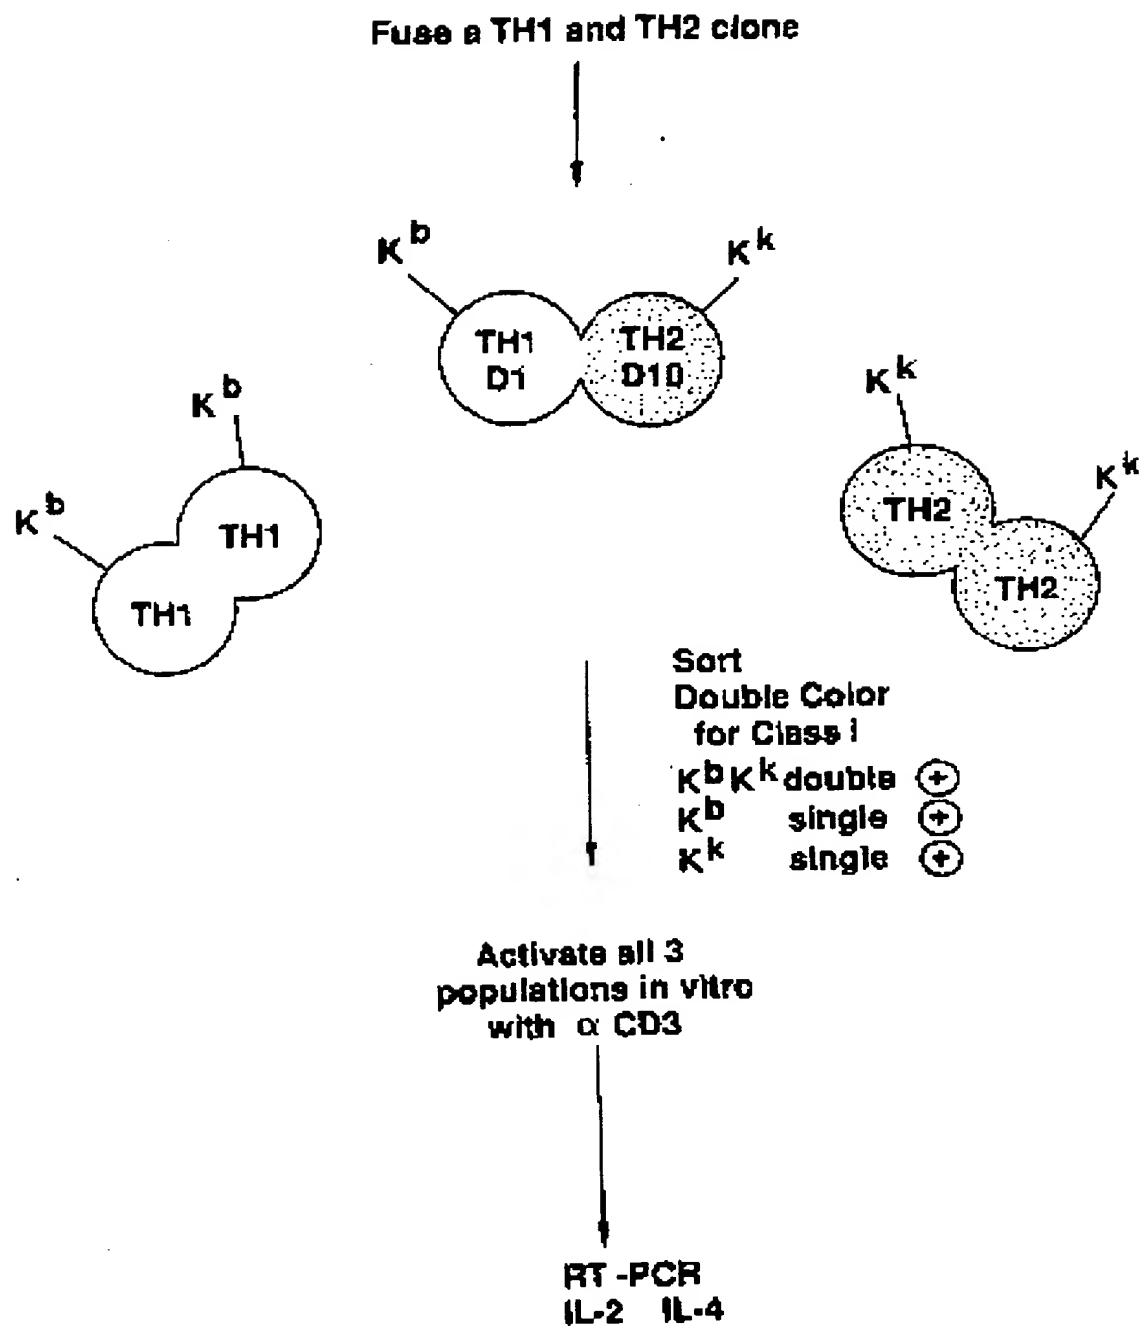 Fuse a TH1 and TH2 clone
K^b
K^k
TH1
D1
TH2
D10
K^b
K^b
TH1
TH1
K^k
K^k
TH2
TH2
Sort
Double Color
for Class I
K^b K^k double (+)
K^b single (+)
K^k single (+)
Activate all 3
populations in vitro
with α CD3
RT -PCR
IL-2 IL-4